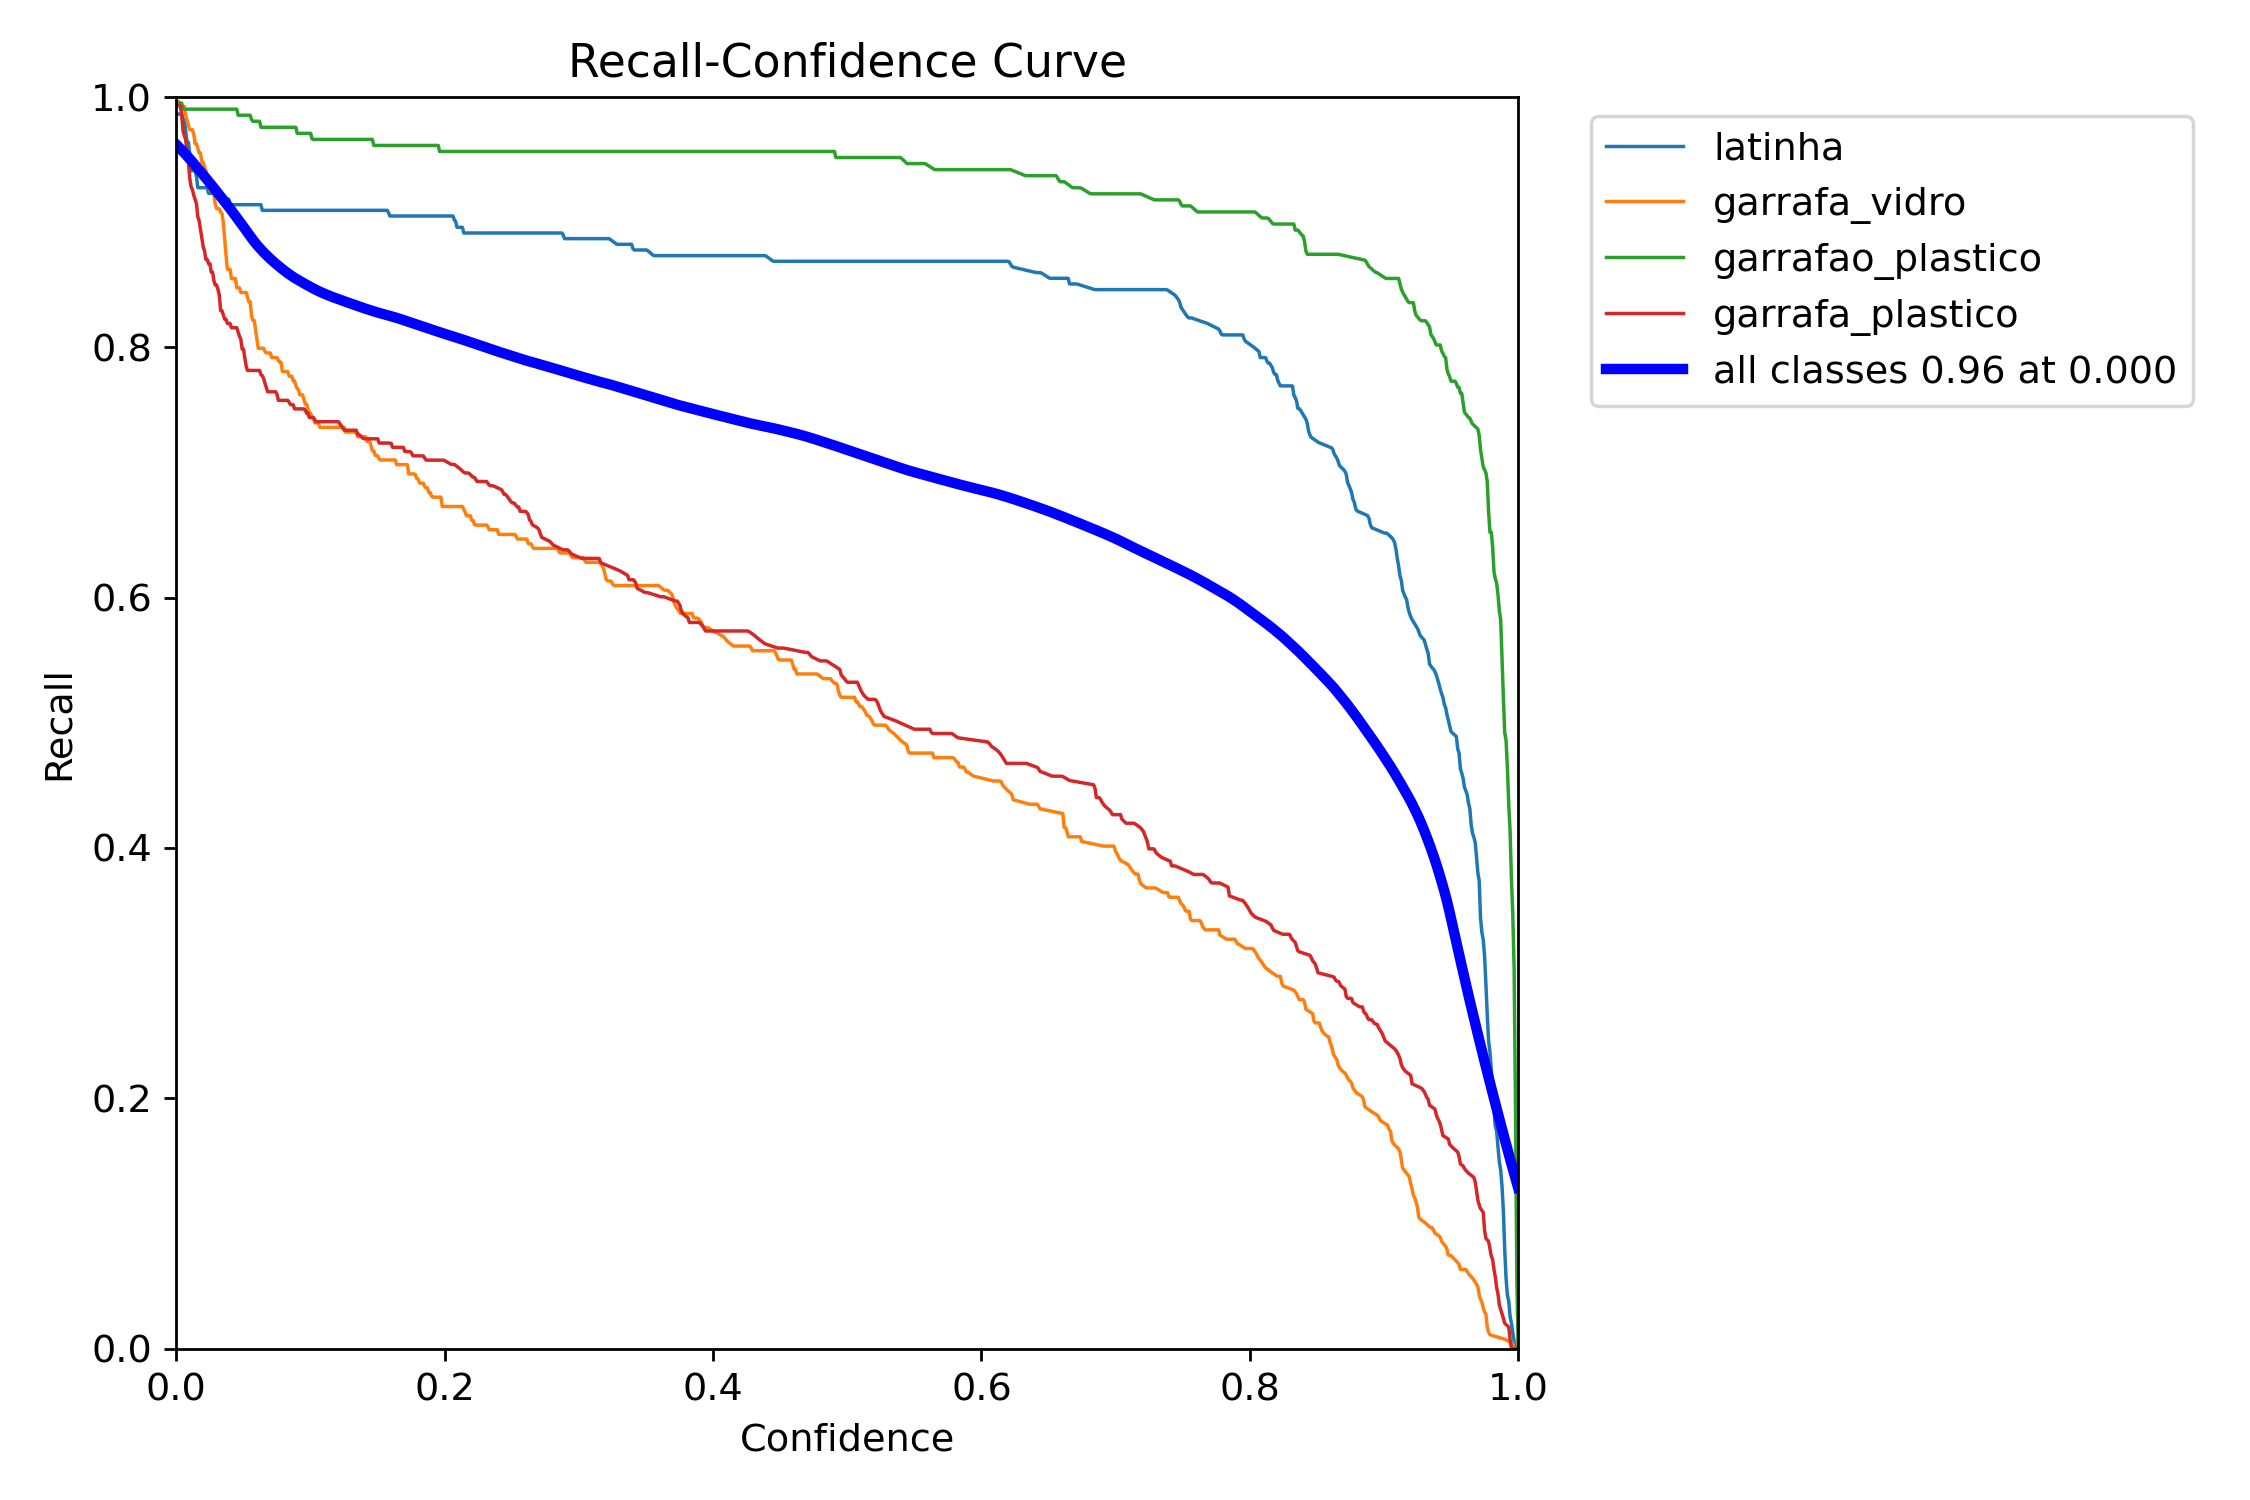 Recall-Confidence Curve
1.0
0.8
0.6
0.4
0.2
0.0
Recall
0.0 0.2 0.4 0.6 0.8 1.0
Confidence
latinha
garrafa_vidro
garrafao_plastico
garrafa_plastico
all classes 0.96 at 0.000